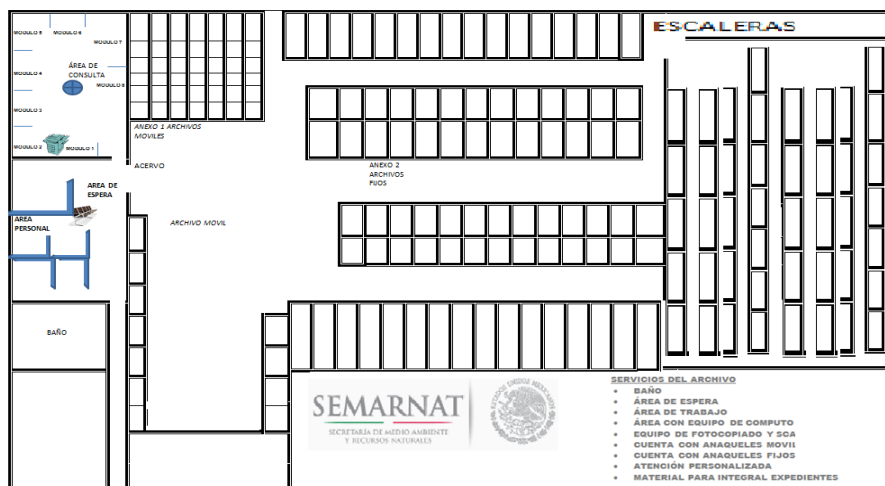 ESCALERAS
MODULO 5 MODULO 6
MODULO 7
ÁREA DE
CONSULTA
MODULO 4
MODULO 8
MODULO 3
MODULO 2
MODULO 1
ANEXO 1 ARCHIVOS
MOVILES
ACERVO
ANEXO 2
ARCHIVOS
FIJOS
AREA DE
ESPERA
AREA
PERSONAL
ARCHIVO MOVIL
BAÑO
SEMARNAT
SECRETARÍA DE MEDIO AMBIENTE
Y RECURSOS NATURALES
ESTADOS UNIDOS MEXICANOS
SERVICIOS DEL ARCHIVO
• BAÑO
• ÁREA DE ESPERA
• ÁREA DE TRABAJO
• ÁREA CON EQUIPO DE COMPUTO
• EQUIPO DE FOTOCOPIADO Y SCA
• CUENTA CON ANAQUELES MOVIL
• CUENTA CON ANAQUELES FIJOS
• ATENCIÓN PERSONALIZADA
• MATERIAL PARA INTEGRAL EXPEDIENTES